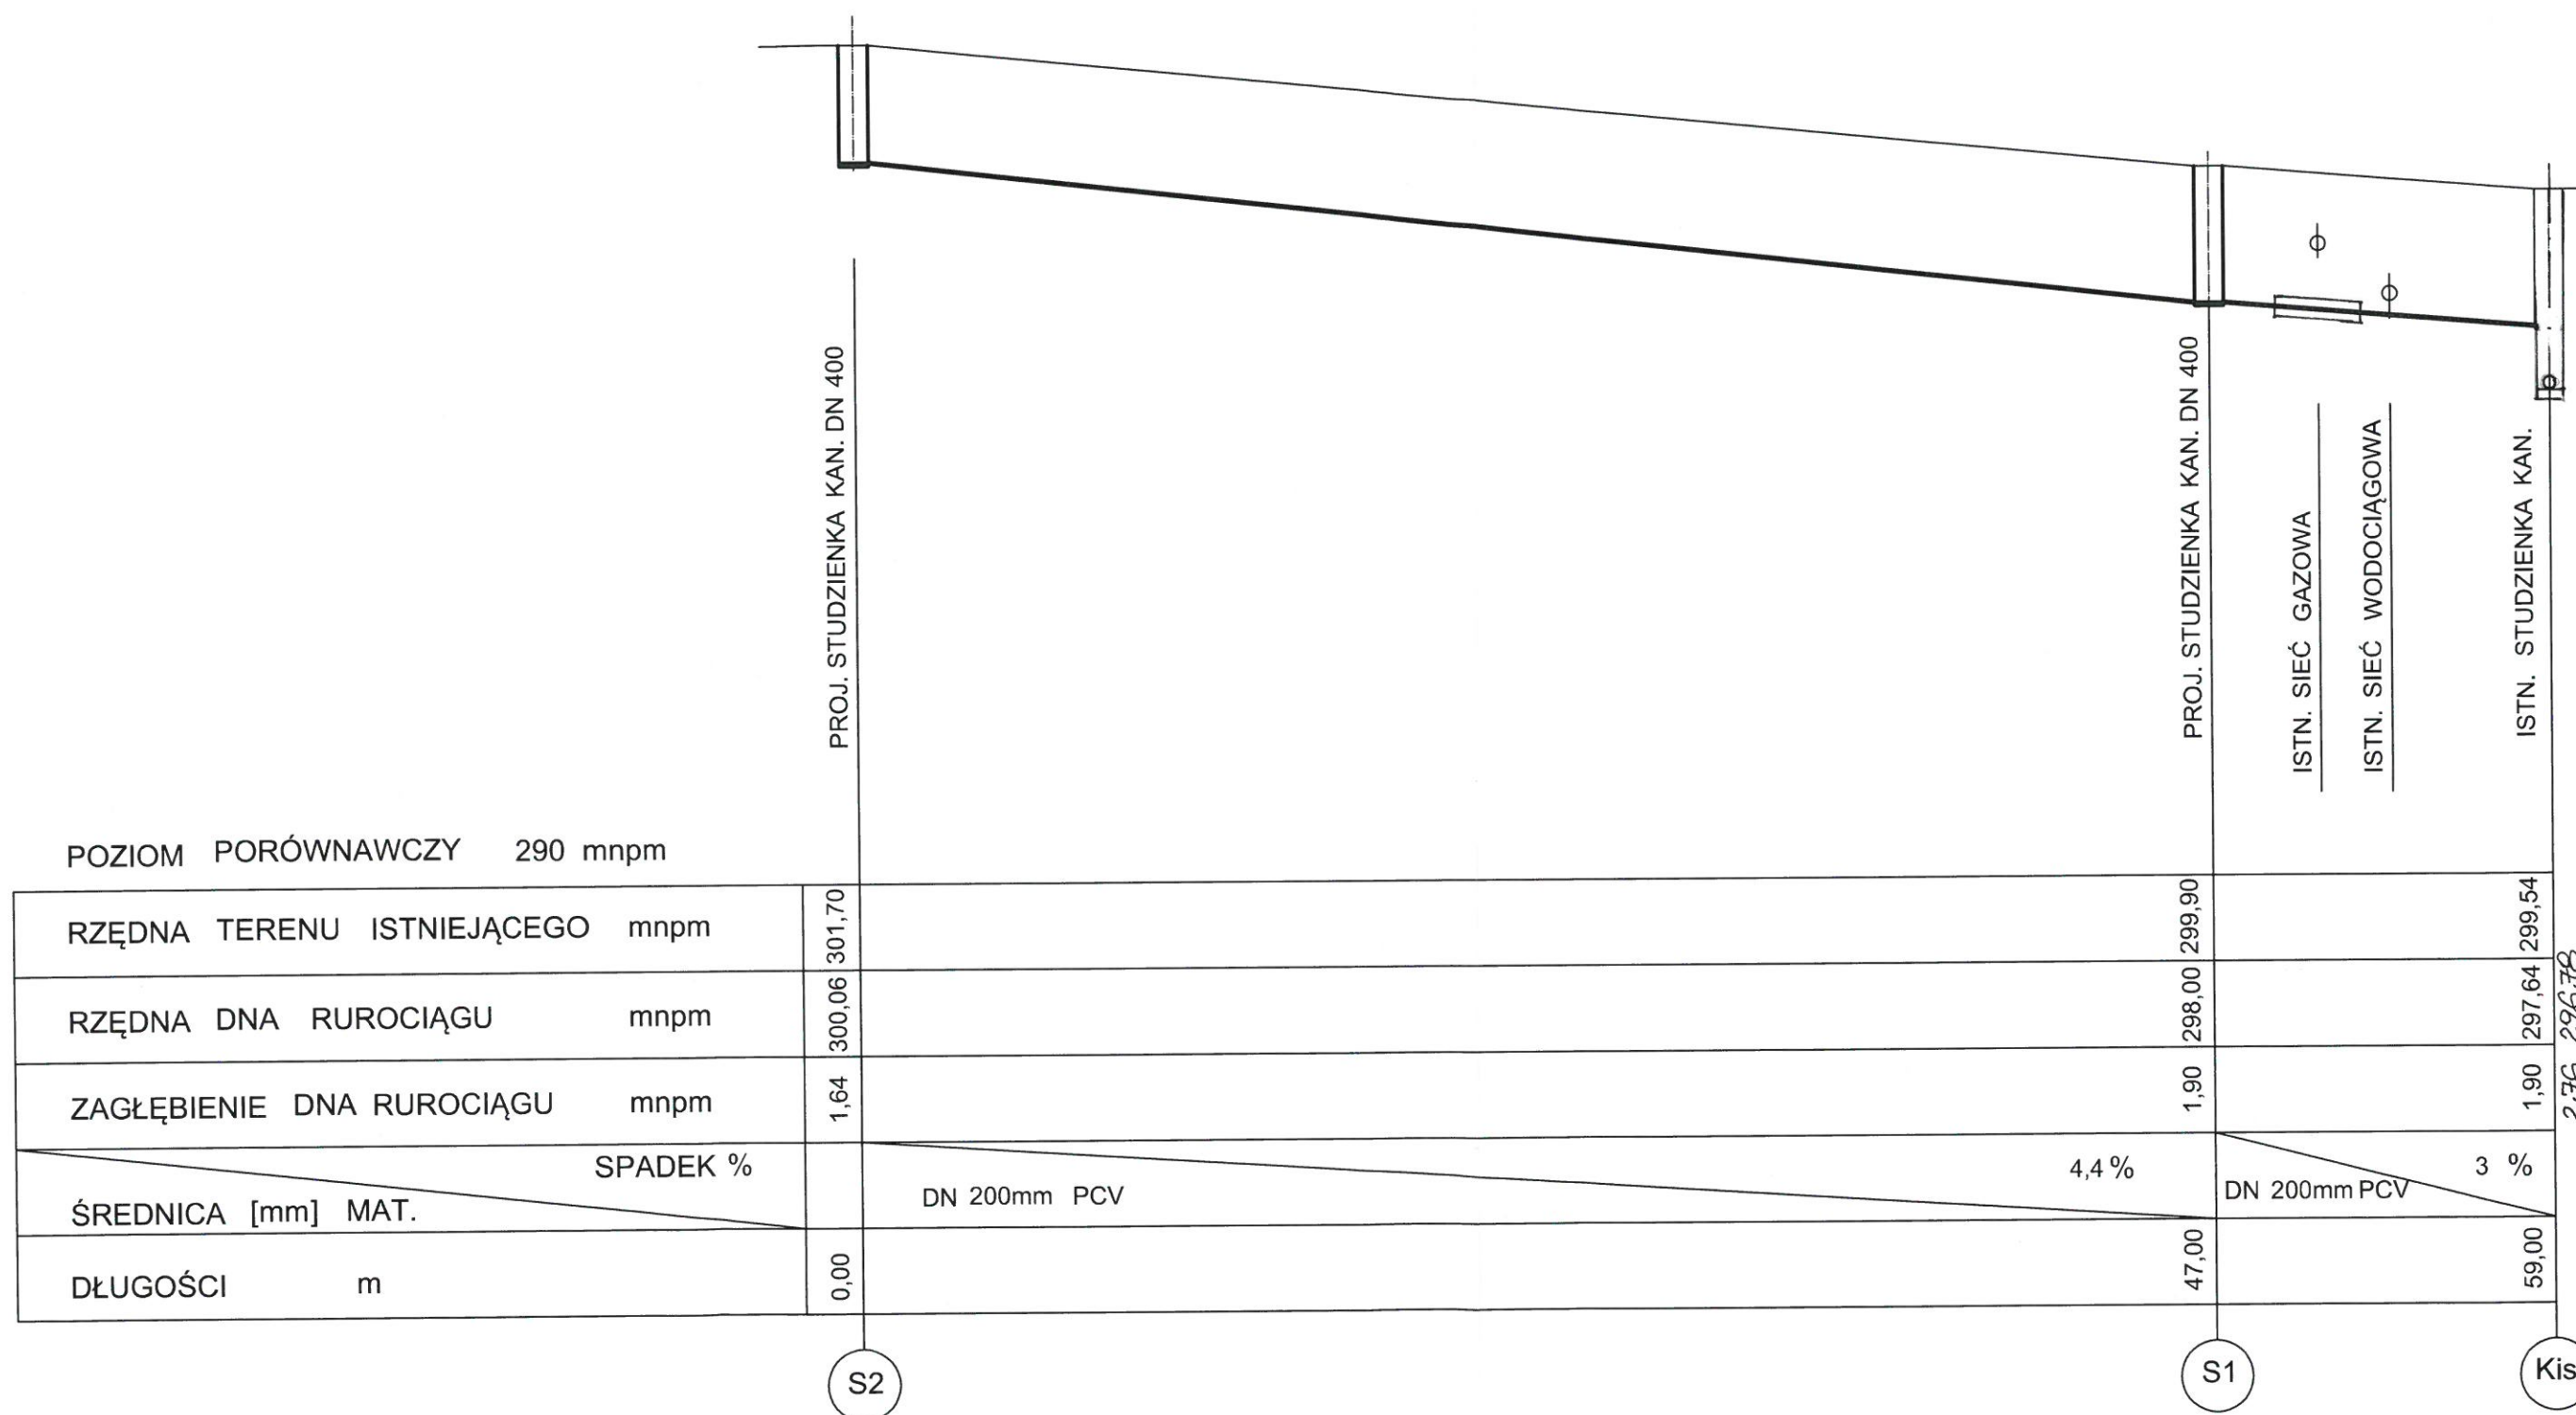 PROJ. STUDZIENKA KAN. DN 400
PROJ. STUDZIENKA KAN. DN 400
ISTN. SIEĆ GAZOWA
ISTN. SIEĆ WODOCIĄGOWA
ISTN. STUDZIENKA KAN.
POZIOM PORÓWNAWCZY 290 mnpm
RZĘDNA TERENU ISTNIEJĄCEGO mnpm 301,70 299,90 299,54
RZĘDNA DNA RUROCIĄGU mnpm 300,06 298,00 297,64 296,78
ZAGŁĘBIENIE DNA RUROCIĄGU mnpm 1,64 1,90 1,90 2,76
SPADEK % 4,4 % 3 %
ŚREDNICA [mm] MAT. DN 200mm PCV DN 200mm PCV
DŁUGOŚCI m 0,00 47,00 59,00
S2 S1 Kis